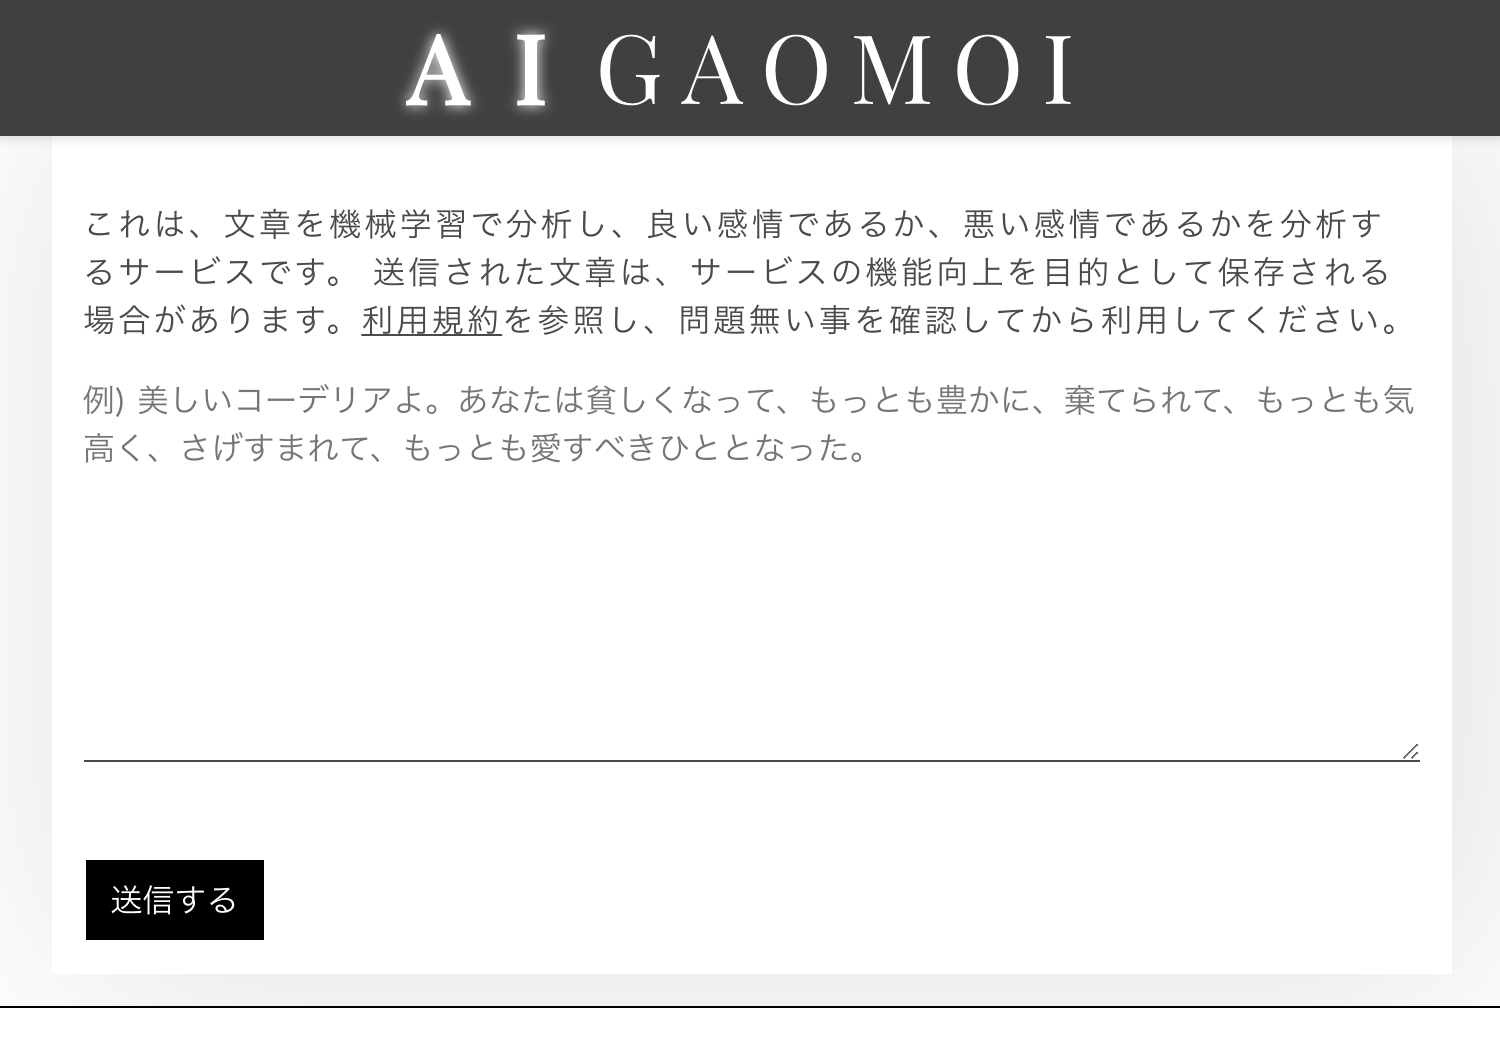 AI GAOMOI
これは、文章を機械学習で分析し、良い感情であるか、悪い感情であるかを分析す
るサービスです。 送信された文章は、サービスの機能向上を目的として保存される
場合があります。利用規約を参照し、問題無い事を確認してから利用してください。
例) 美しいコーデリアよ。あなたは貧しくなって、もっとも豊かに、棄てられて、もっとも気
高く、さげすまれて、もっとも愛すべきひととなった。
送信する